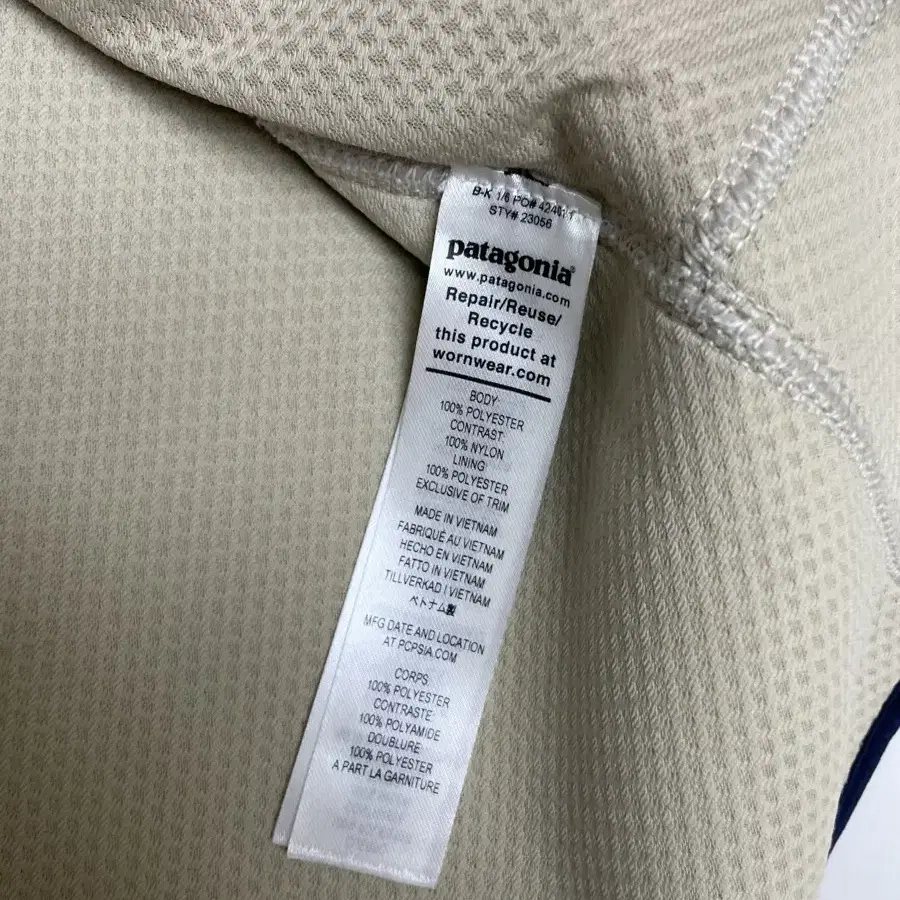 B-K 1/6 PO#
STY# 23056
patagonia®
www.patagonia.com
Repair/Reuse/
Recycle
this product at
wornwear.com
BODY:
100% POLYESTER
CONTRAST:
100% NYLON
LINING:
100% POLYESTER
EXCLUSIVE OF TRIM
MADE IN VIETNAM
FABRIQUÉ AU VIETNAM
HECHO EN VIETNAM
FATTO IN VIETNAM
TILLVERKAD I VIETNAM
ベトナム製
MFG DATE AND LOCATION
AT PCPSIA.COM
CORPS:
100% POLYESTER
CONTRASTE:
100% POLYAMIDE
DOUBLURE:
100% POLYESTER
A PART LA GARNITURE